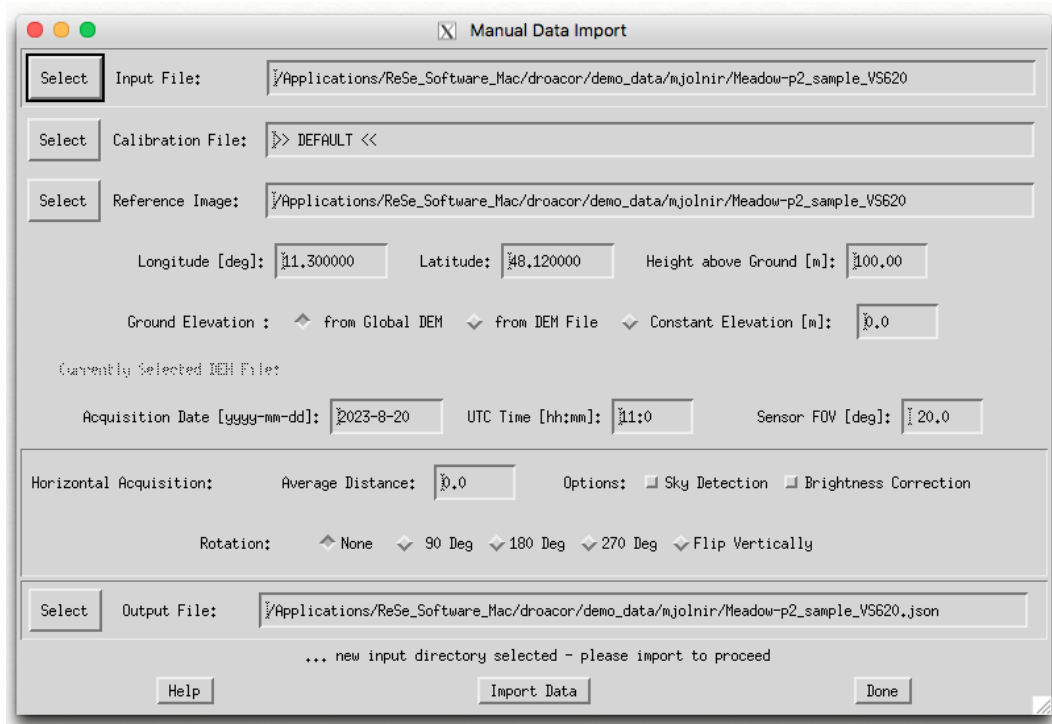 X Manual Data Import
Select Input File: /Applications/ReSe_Software_Mac/droacor/demo_data/mjolnir/Meadow-p2_sample_VS620
Select Calibration File: >> DEFAULT <<
Select Reference Image: /Applications/ReSe_Software_Mac/droacor/demo_data/mjolnir/Meadow-p2_sample_VS620
Longitude [deg]: 11.300000 Latitude: 48.120000 Height above Ground [m]: 100.00
Ground Elevation : from Global DEM from DEM File Constant Elevation [m]: 0.0
Currently Selected DEM File:
Acquisition Date [yyyy-mm-dd]: 2023-8-20 UTC Time [hh:mm]: 11:0 Sensor FOV [deg]: 20.0
Horizontal Acquisition: Average Distance: 0.0 Options: Sky Detection Brightness Correction
Rotation: None 90 Deg 180 Deg 270 Deg Flip Vertically
Select Output File: /Applications/ReSe_Software_Mac/droacor/demo_data/mjolnir/Meadow-p2_sample_VS620.json
... new input directory selected - please import to proceed
Help Import Data Done